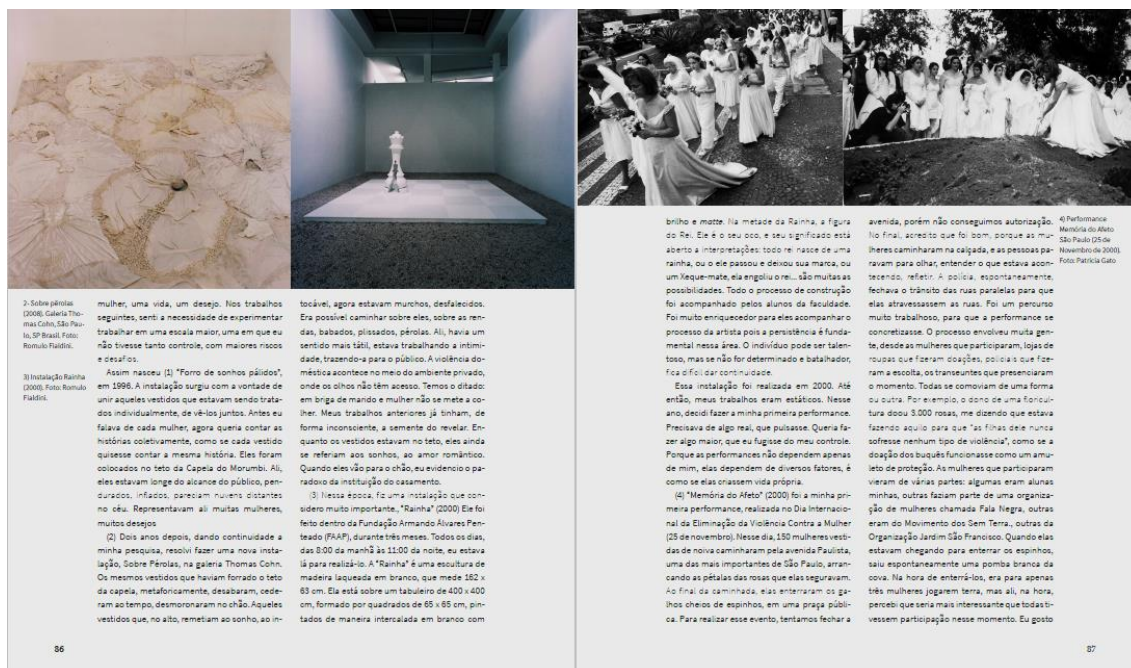 2- Sobre pérolas
(2008). Galeria Tho-
mas Cohn, São Pau-
lo, SP Brasil. Foto:
Romulo Fialdini.
3) Instalação Rainha
(2000). Foto: Romulo
Fialdini.
mulher, uma vida, um desejo. Nos trabalhos
seguintes, senti a necessidade de experimentar
trabalhar em uma escala maior, uma em que eu
não tivesse tanto controle, com maiores riscos
e desafios.
Assim nasceu (1) "Forro de sonhos pálidos",
em 1996. A instalação surgiu com a vontade de
unir aqueles vestidos que estavam sendo trata-
dos individualmente, de vê-los juntos. Antes eu
falava de cada mulher, agora queria contar as
histórias coletivamente, como se cada vestido
quisesse contar a mesma história. Eles foram
colocados no teto da Capela do Morumbi. Ali,
eles estavam longe do alcance do público, pen-
durados, inflados, pareciam nuvens distantes
no céu. Representavam ali muitas mulheres,
muitos desejos
(2) Dois anos depois, dando continuidade a
minha pesquisa, resolvi fazer uma nova insta-
lação, Sobre Pérolas, na galeria Thomas Cohn.
Os mesmos vestidos que haviam forrado o teto
da capela, metaforicamente, desabaram, cede-
ram ao tempo, desmoronaram no chão. Aqueles
vestidos que, no alto, remetiam ao sonho, ao in-
tocável, agora estavam murchos, desfalecidos.
Era possível caminhar sobre eles, sobre as ren-
das, babados, plissados, pérolas. Ali, havia um
sentido mais tátil, estava trabalhando a intimi-
dade, trazendo-a para o público. A violência do-
méstica acontece no meio do ambiente privado,
onde os olhos não têm acesso. Temos o ditado:
em briga de marido e mulher não se mete a co-
lher. Meus trabalhos anteriores já tinham, de
forma inconsciente, a semente do revelar. En-
quanto os vestidos estavam no teto, eles ainda
se referiam aos sonhos, ao amor romântico.
Quando eles vão para o chão, eu evidencio o pa-
radoxo da instituição do casamento.
(3) Nessa época, fiz uma instalação que con-
sidero muito importante., "Rainha" (2000) Ele foi
feito dentro da Fundação Armando Álvares Pen-
teado (FAAP), durante três meses. Todos os dias,
das 8:00 da manhã às 11:00 da noite, eu estava
lá para realizá-lo. A "Rainha" é uma escultura de
madeira laqueada em branco, que mede 162 x
63 cm. Ela está sobre um tabuleiro de 400 x 400
cm, formado por quadrados de 65 x 65 cm, pin-
tados de maneira intercalada em branco com
86
brilho e matte. Na metade da Rainha, a figura
do Rei. Ele é o seu oco, e seu significado está
aberto a interpretações: todo rei nasce de uma
rainha, ou o ele passou e deixou sua marca, ou
um Xeque-mate, ela engoliu o rei... são muitas as
possibilidades. Todo o processo de construção
foi acompanhado pelos alunos da faculdade.
Foi muito enriquecedor para eles acompanhar o
processo da artista pois a persistência é funda-
mental nessa área. O indivíduo pode ser talen-
toso, mas se não for determinado e batalhador,
fica difícil dar continuidade.
Essa instalação foi realizada em 2000. Até
então, meus trabalhos eram estáticos. Nesse
ano, decidi fazer a minha primeira performance.
Precisava de algo real, que pulsasse. Queria fa-
zer algo maior, que eu fugisse do meu controle.
Porque as performances não dependem apenas
de mim, elas dependem de diversos fatores, é
como se elas criassem vida própria.
(4) "Memória do Afeto" (2000) foi a minha pri-
meira performance, realizada no Dia Internacio-
nal da Eliminação da Violência Contra a Mulher
(25 de novembro). Nesse dia, 150 mulheres vesti-
das de noiva caminharam pela avenida Paulista,
uma das mais importantes de São Paulo, arran-
cando as pétalas das rosas que elas seguravam.
Ao final da caminhada, elas enterraram os ga-
lhos cheios de espinhos, em uma praça públi-
ca. Para realizar esse evento, tentamos fechar a
avenida, porém não conseguimos autorização.
No final, acredito que foi bom, porque as mu-
lheres caminharam na calçada, e as pessoas pa-
ravam para olhar, entender o que estava acon-
tecendo, refletir. A polícia, espontaneamente,
fechava o trânsito das ruas paralelas para que
elas atravessassem as ruas. Foi um percurso
muito trabalhoso, para que a performance se
concretizasse. O processo envolveu muita gen-
te, desde as mulheres que participaram, lojas de
roupas que fizeram doações, policiais que fize-
ram a escolta, os transeuntes que presenciaram
o momento. Todas se comoviam de uma forma
ou outra. Por exemplo, o dono de uma floricul-
tura doou 3.000 rosas, me dizendo que estava
fazendo aquilo para que "as filhas dele nunca
sofresse nenhum tipo de violência", como se a
doação dos buquês funcionasse como um amu-
leto de proteção. As mulheres que participaram
vieram de várias partes: algumas eram alunas
minhas, outras faziam parte de uma organiza-
ção de mulheres chamada Fala Negra, outras
eram do Movimento dos Sem Terra., outras da
Organização Jardim São Francisco. Quando elas
estavam chegando para enterrar os espinhos,
saiu espontaneamente uma pomba branca da
cova. Na hora de enterrá-los, era para apenas
três mulheres jogarem terra, mas ali, na hora,
percebi que seria mais interessante que todas ti-
vessem participação nesse momento. Eu gosto
4) Performance
Memória do Afeto
São Paulo (25 de
Novembro de 2000).
Foto: Patricia Gato
87